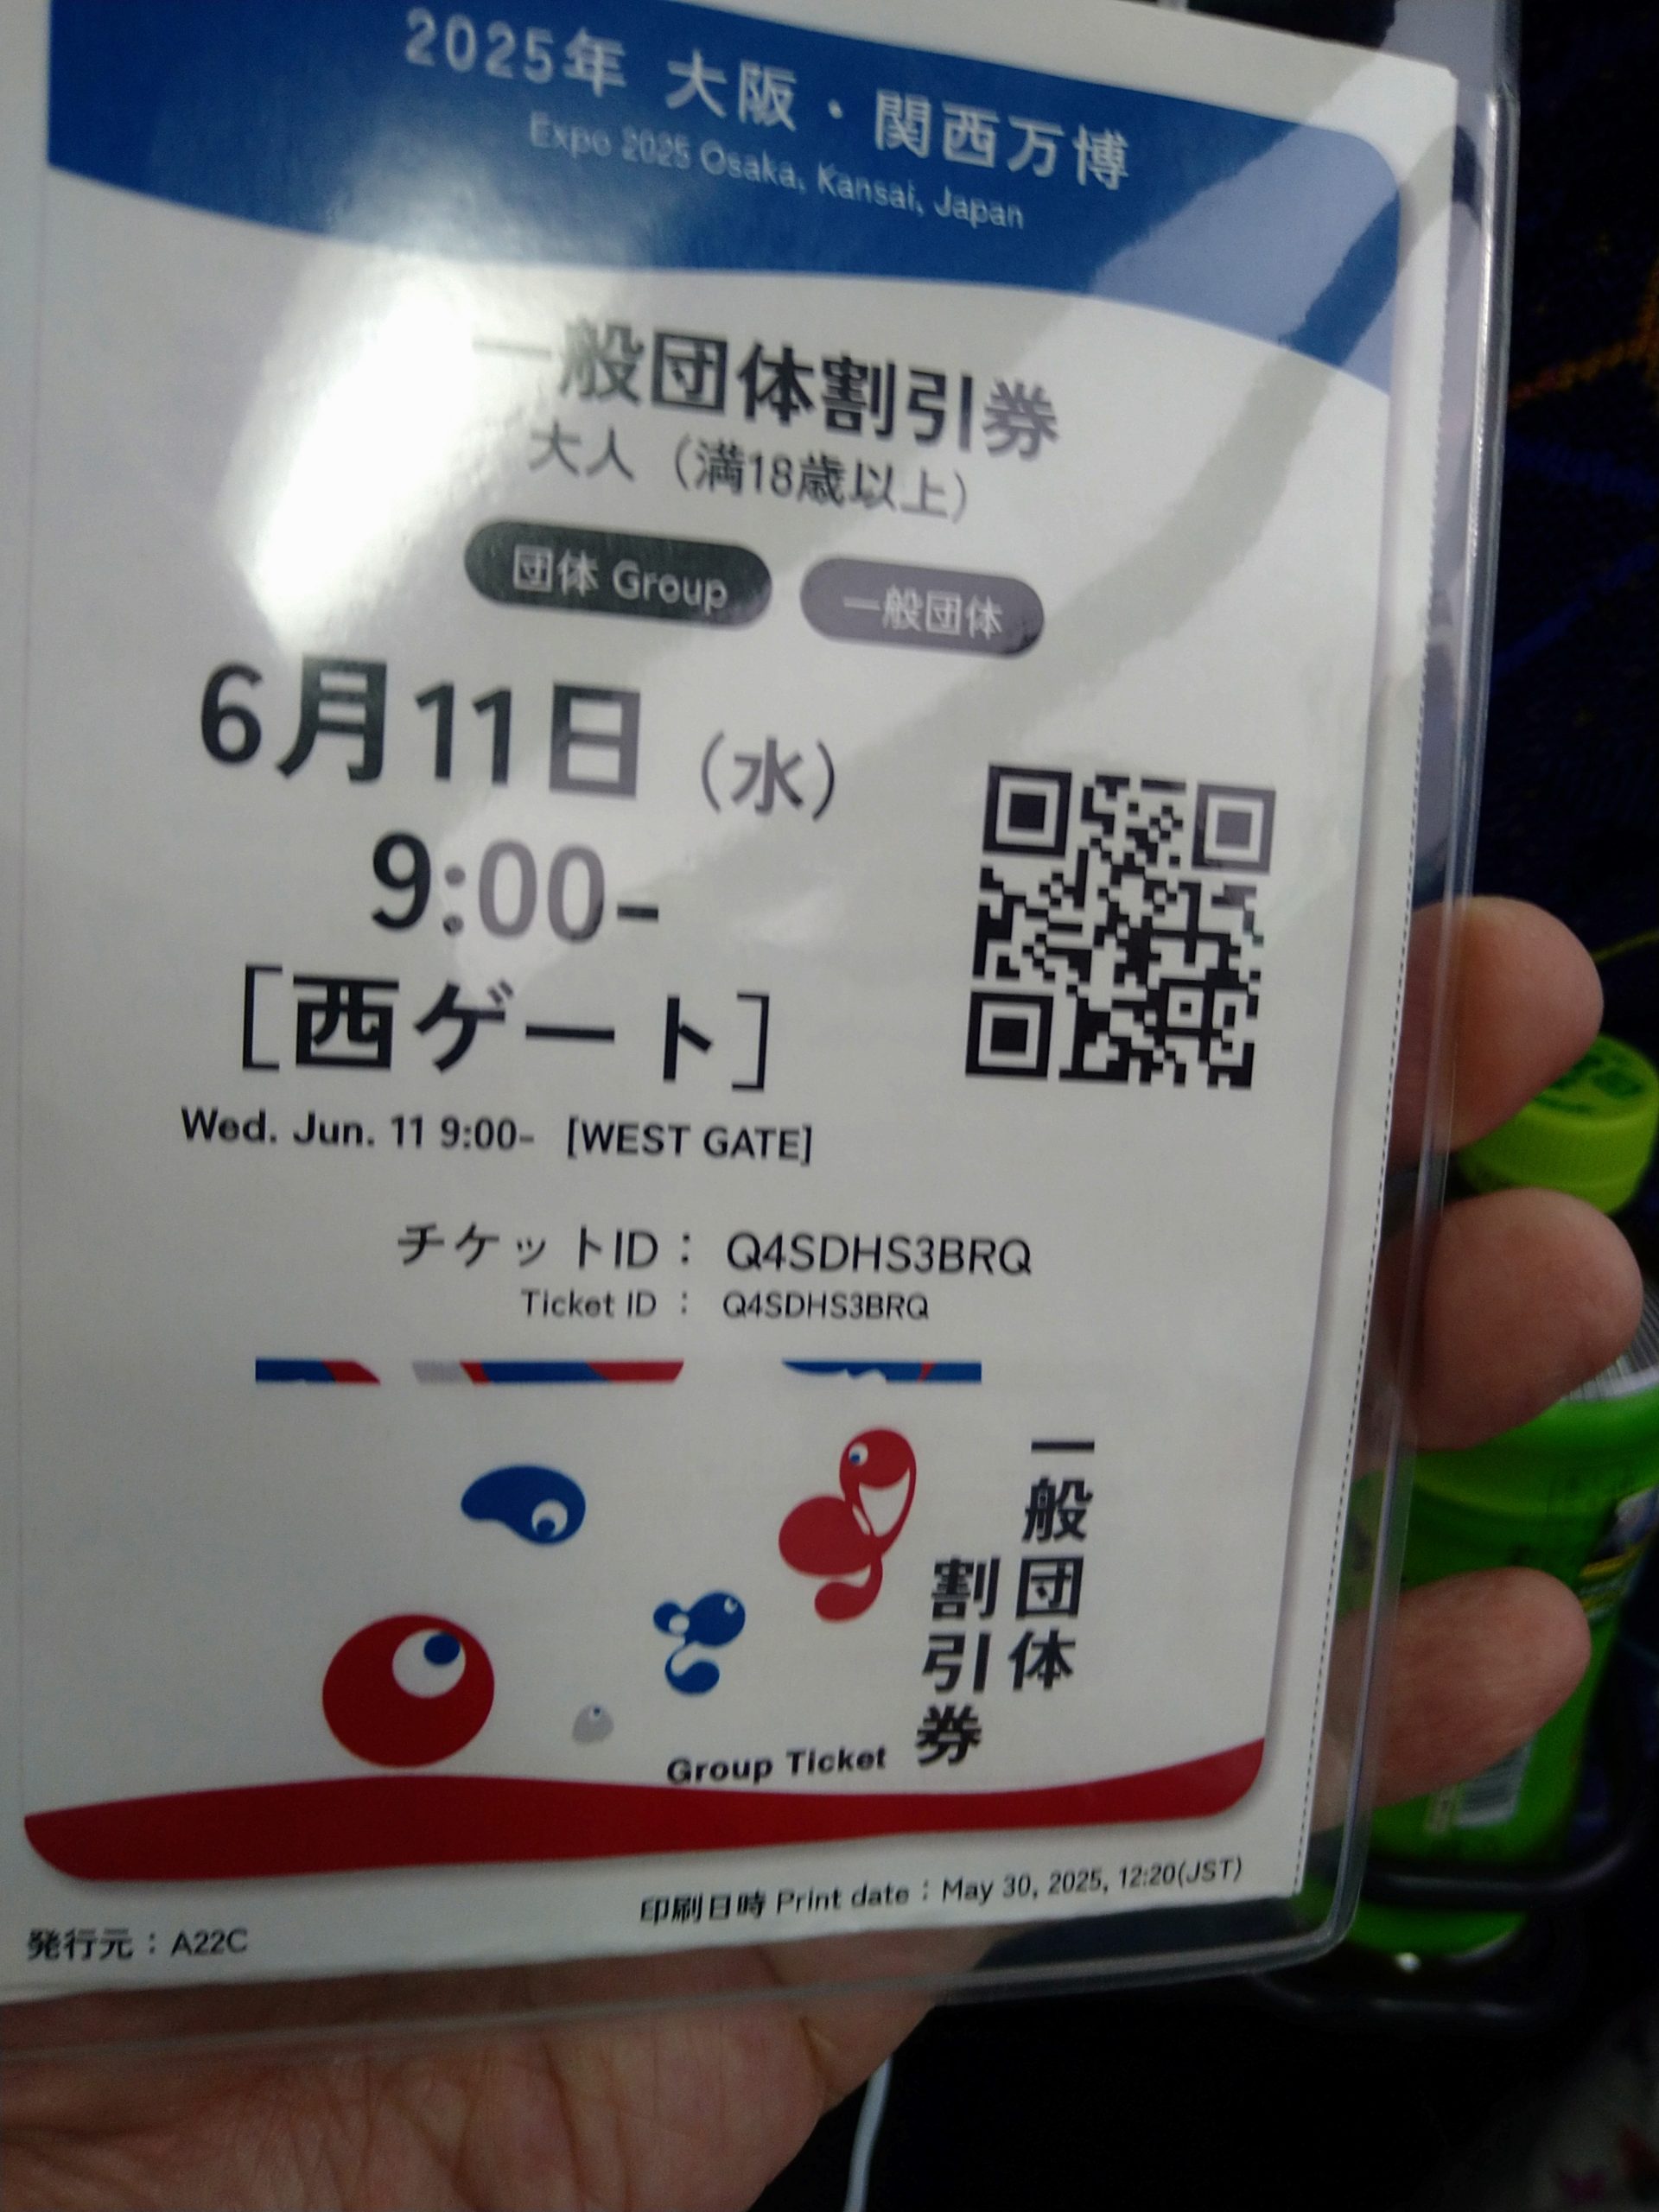 2025年 大阪・関西万博
Expo 2025 Osaka, Kansai, Japan
一般団体割引券
大人（満18歳以上）
団体 Group
一般団体
6月11日（水）
9:00-
［西ゲート］
Wed. Jun. 11 9:00- [WEST GATE]
チケットID： Q4SDHS3BRQ
Ticket ID ： Q4SDHS3BRQ
一般団体
割引券
Group Ticket
印刷日時 Print date：May 30, 2025, 12:20(JST)
発行元：A22C